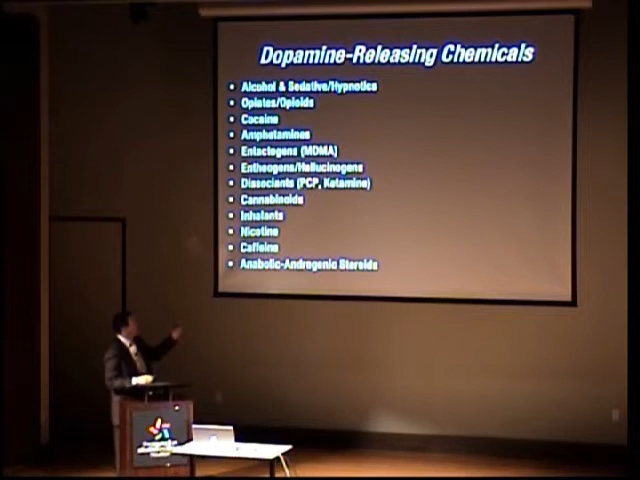 Dopamine-Releasing Chemicals
• Alcohol & Sedative/Hypnotics
• Opiates/Opioids
• Cocaine
• Amphetamines
• Entactogens (MDMA)
• Entheogens/Hallucinogens
• Dissociants (PCP, Ketamine)
• Cannabinoids
• Inhalants
• Nicotine
• Caffeine
• Anabolic-Androgenic Steroids